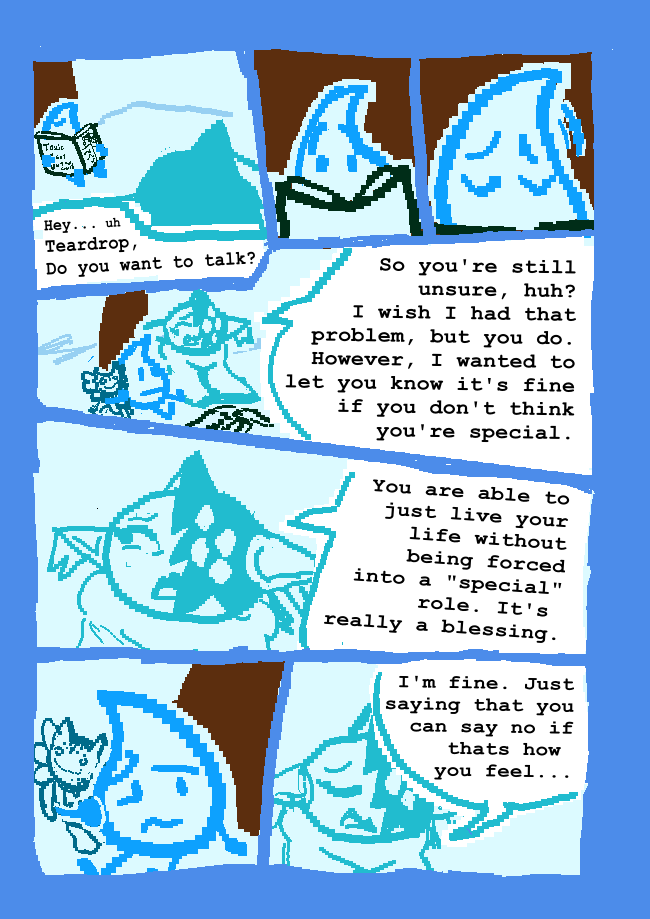 Hey... uh
Teardrop,
Do you want to talk?
So you're still
unsure, huh?
I wish I had that
problem, but you do.
However, I wanted to
let you know it's fine
if you don't think
you're special.
You are able to
just live your
life without
being forced
into a "special"
role. It's
really a blessing.
I'm fine. Just
saying that you
can say no if
thats how
you feel...